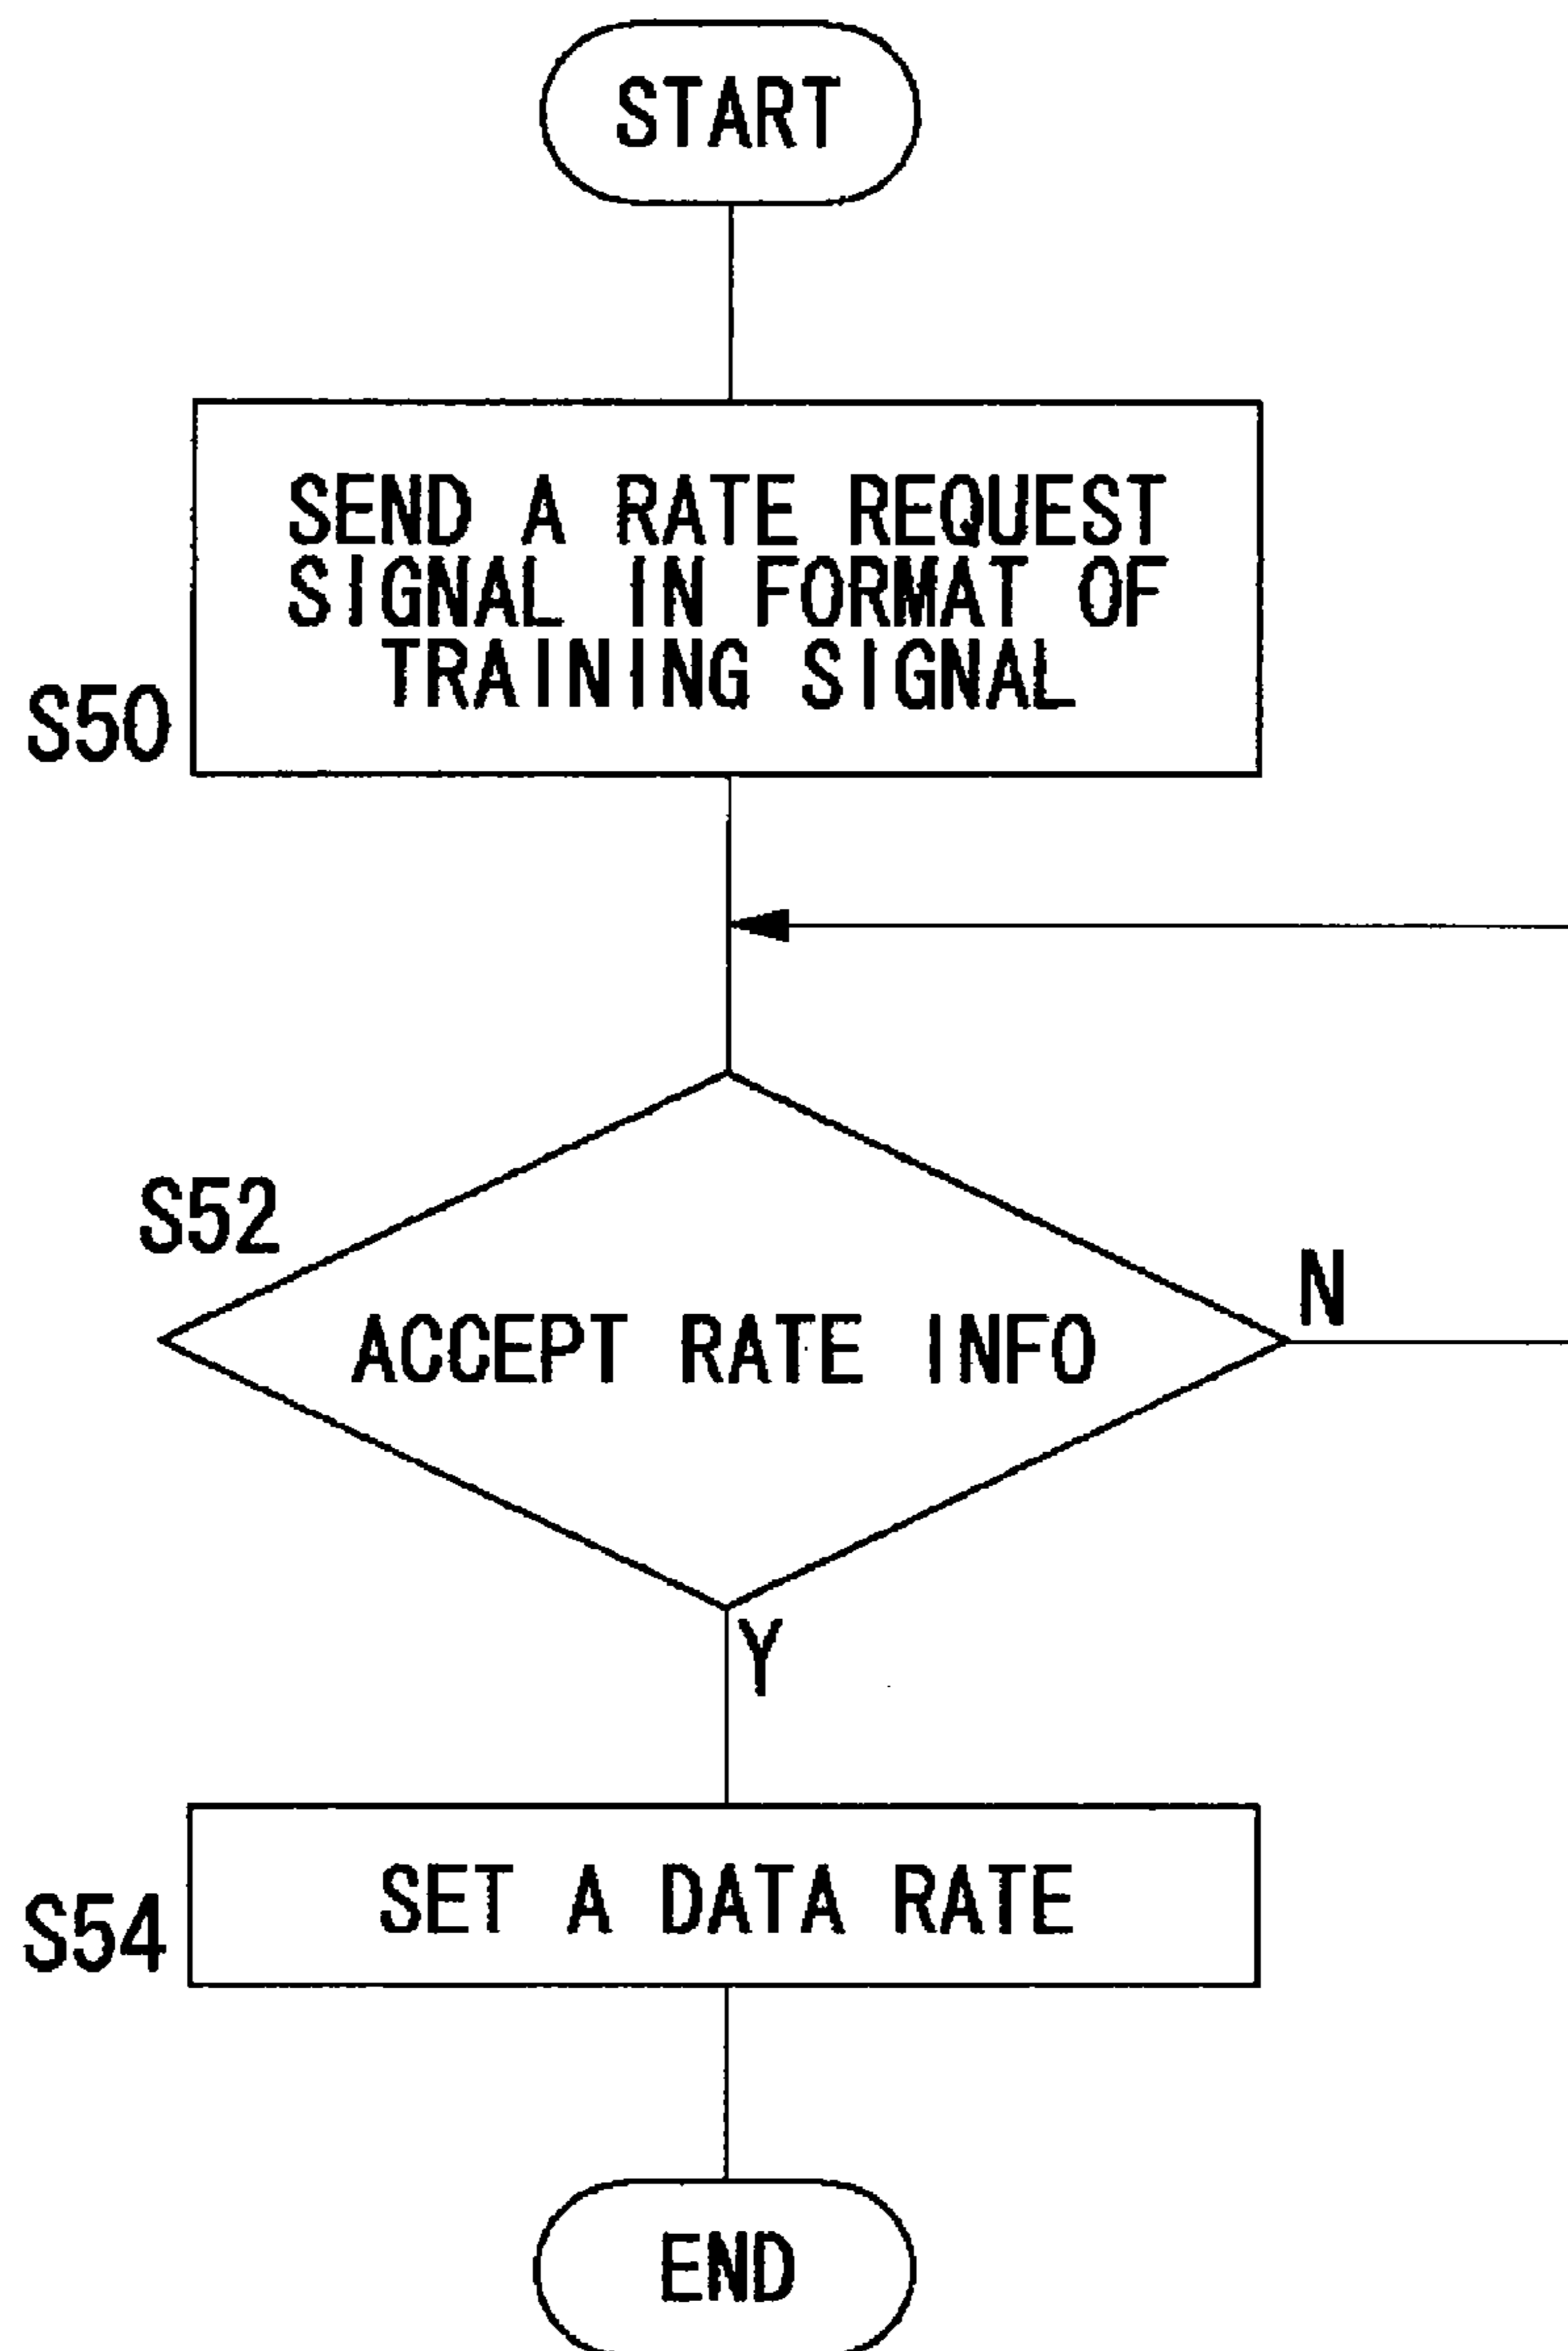 START
SEND A RATE REQUEST
SIGNAL IN FORMAT OF
TRAINING SIGNAL
S50
S52
N
ACCEPT RATE INFO
Y
SET A DATA RATE
S54
END